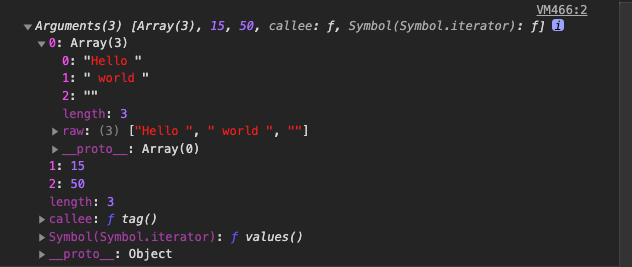 VM466:2
Arguments(3) [Array(3), 15, 50, callee: ƒ, Symbol(Symbol.iterator): ƒ] i
0: Array(3)
0: "Hello "
1: " world "
2: ""
length: 3
raw: (3) ["Hello ", " world ", ""]
__proto__: Array(0)
1: 15
2: 50
length: 3
callee: ƒ tag()
Symbol(Symbol.iterator): ƒ values()
__proto__: Object